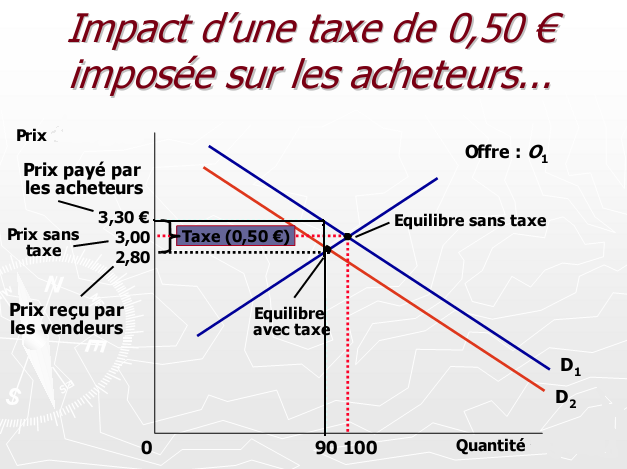 Impact d’une taxe de 0,50 €
imposée sur les acheteurs…
Prix
Offre : O1
Prix payé par
les acheteurs
3,30 €
Equilibre sans taxe
Prix sans
taxe
3,00
Taxe (0,50 €)
2,80
Prix reçu par
les vendeurs
Equilibre
avec taxe
D1
D2
0
90 100
Quantité
m
S
S